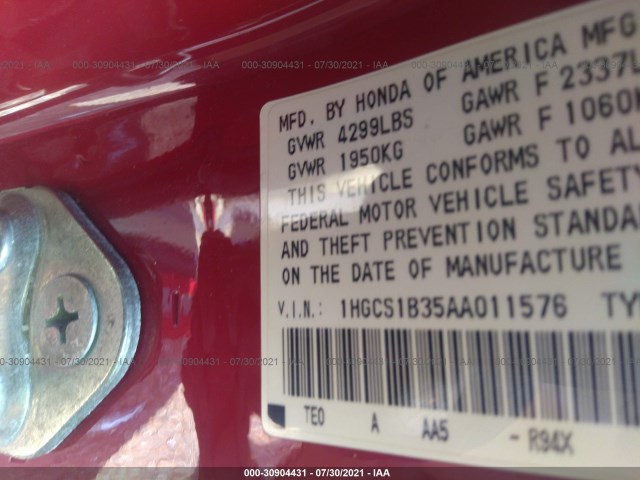 000-30904431 - 07/30/2021 - IAA
MFD. BY HONDA OF AMERICA MFG
GVWR 4299LBS GAWR F 2337L
GVWR 1950KG GAWR F 1060K
THIS VEHICLE CONFORMS TO AL
FEDERAL MOTOR VEHICLE SAFETY
AND THEFT PREVENTION STANDA
ON THE DATE OF MANUFACTURE
V.I.N.: 1HGCS1B35AA011576 TY
TE0 A AA5 - R94X
000-30904431 - 07/30/2021 - IAA